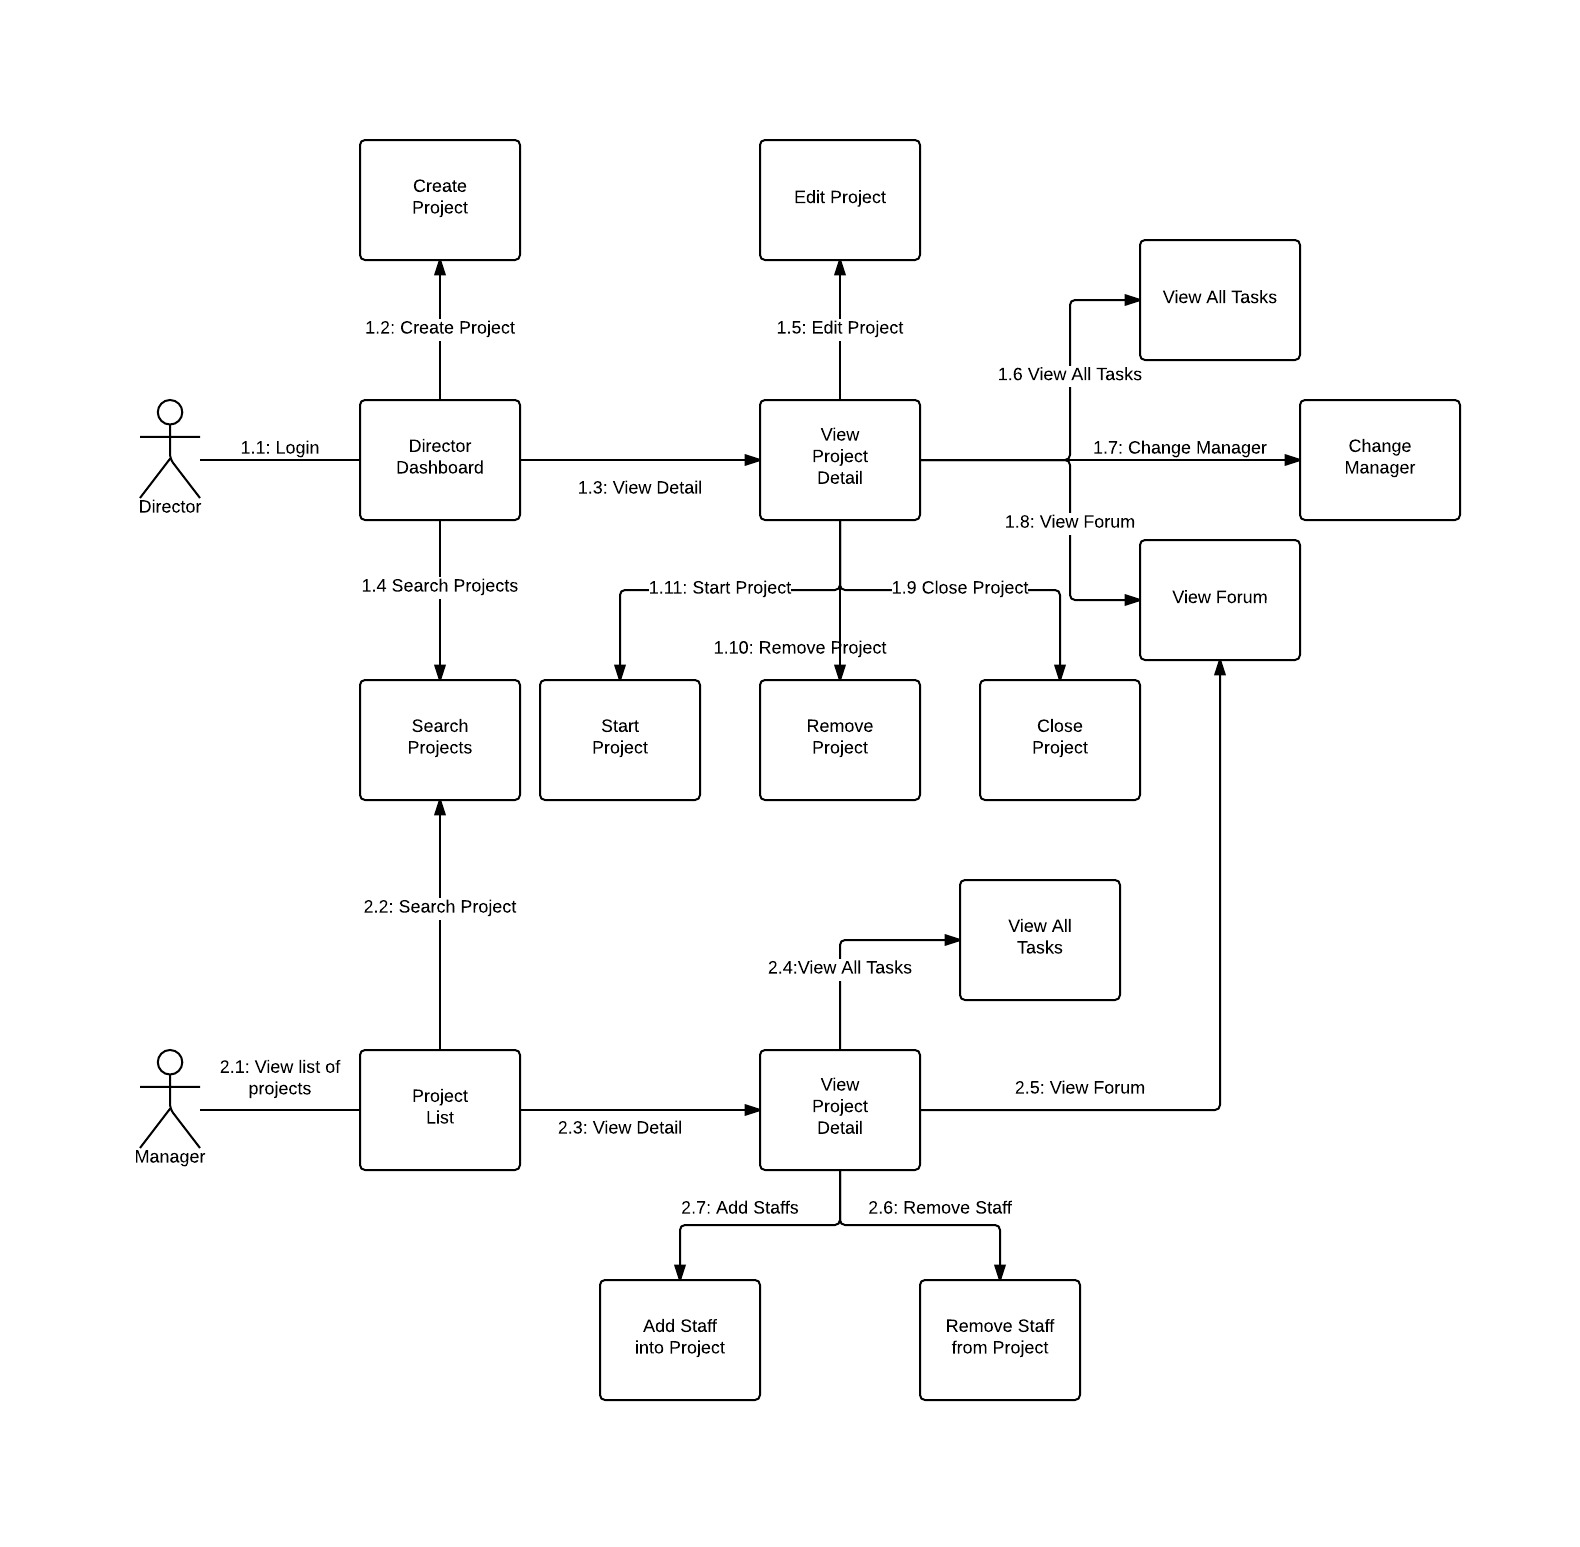 Create
Project
Edit Project
View All Tasks
1.2: Create Project
1.5: Edit Project
1.6 View All Tasks
1.1: Login
Director
Director
Dashboard
1.3: View Detail
View
Project
Detail
1.7: Change Manager
Change
Manager
1.8: View Forum
View Forum
1.4 Search Projects
1.11: Start Project
1.9 Close Project
1.10: Remove Project
Search
Projects
Start
Project
Remove
Project
Close
Project
2.2: Search Project
View All
Tasks
2.4:View All Tasks
2.1: View list of
projects
Manager
Project
List
2.3: View Detail
View
Project
Detail
2.5: View Forum
2.7: Add Staffs
2.6: Remove Staff
Add Staff
into Project
Remove Staff
from Project